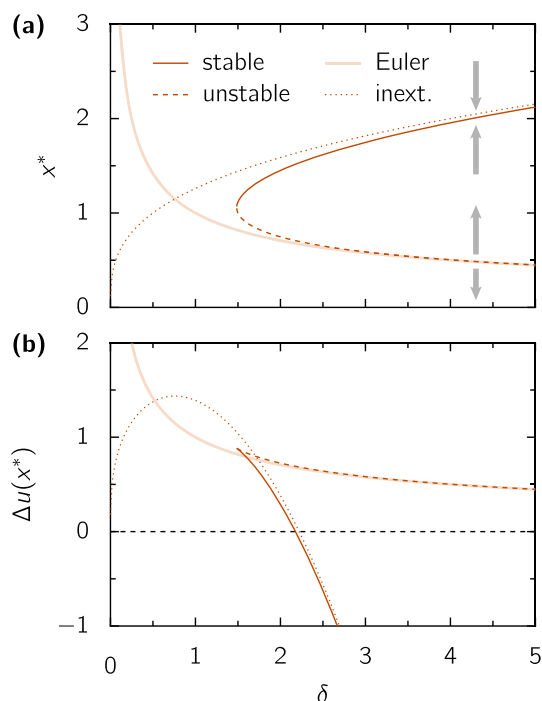 (a)
3
2
1
0
x*
stable
unstable
Euler
inext.
(b)
2
1
0
−1
Δu(x*)
0 1 2 3 4 5
δ